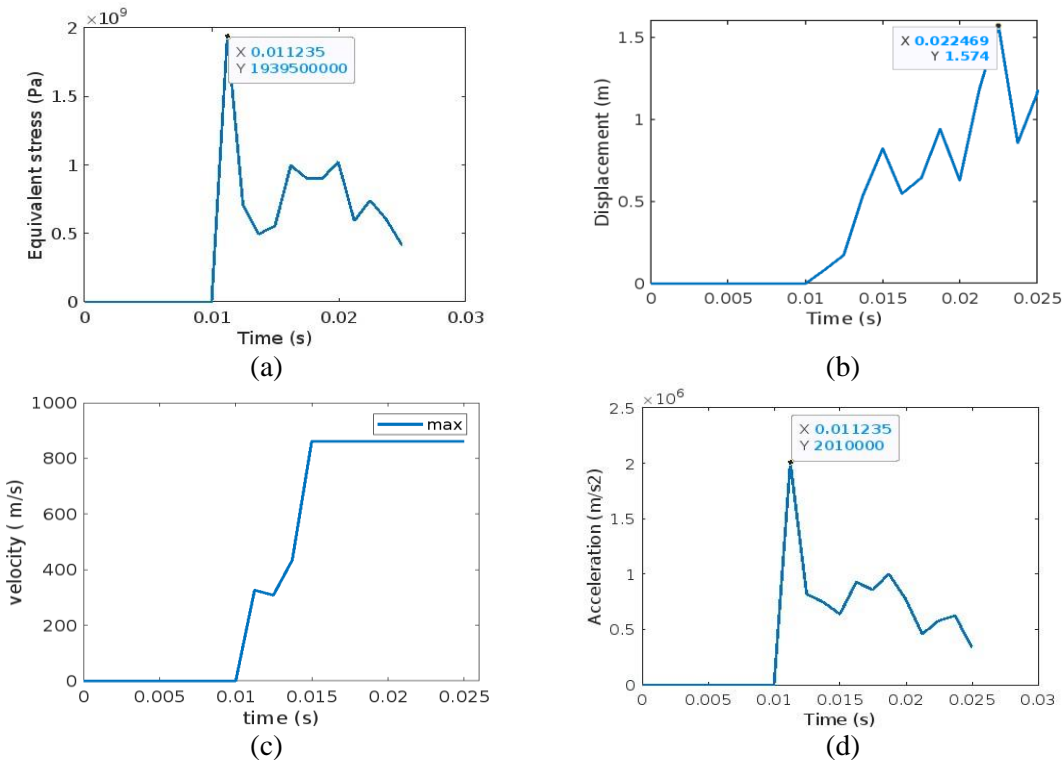 ×10⁹
2
1.5
1
0.5
0
X 0.011235
Y 1939500000
Equivalent stress (Pa)
0 0.01 0.02 0.03
Time (s)
(a)
1.5
1
0.5
0
X 0.022469
Y 1.574
Displacement (m)
0 0.005 0.01 0.015 0.02 0.025
Time (s)
(b)
1000
800
600
400
200
0
max
velocity ( m/s)
0 0.005 0.01 0.015 0.02 0.025
time (s)
(c)
×10⁶
2.5
2
1.5
1
0.5
0
X 0.011235
Y 2010000
Acceleration (m/s2)
0 0.005 0.01 0.015 0.02 0.025 0.03
Time (s)
(d)